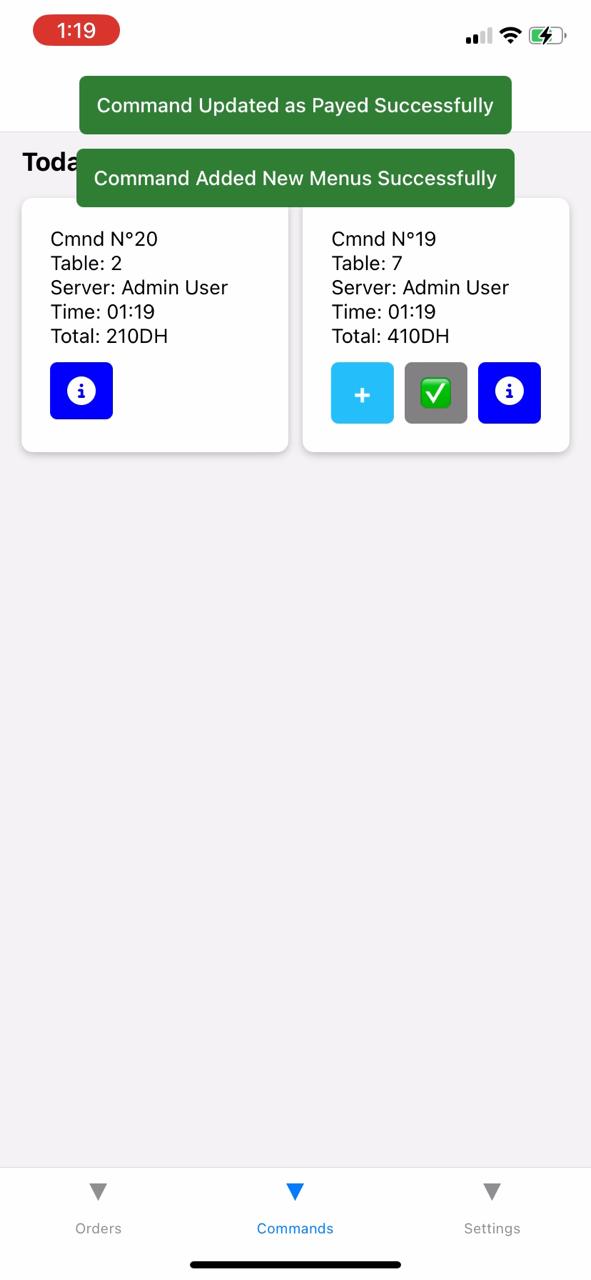 1:19
Command Updated as Payed Successfully
Command Added New Menus Successfully
Cmnd N°20
Table: 2
Server: Admin User
Time: 01:19
Total: 210DH
Cmnd N°19
Table: 7
Server: Admin User
Time: 01:19
Total: 410DH
+
Orders
Commands
Settings